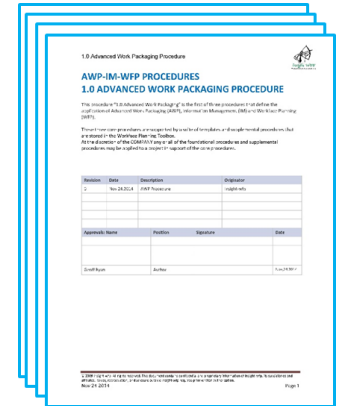 1.0 Advanced Work Packaging Procedure
AWP-IM-WFP PROCEDURES
1.0 ADVANCED WORK PACKAGING PROCEDURE
This procedure "1.0 Advanced Work Packaging" is the first of three procedures that define the
application of Advanced Work Packaging (AWP), Information Management (IM) and Workface Planning
(WFP).
These three core procedures are supported by a suite of templates and supplemental procedures that
are stored in the Workface Planning Toolbox.
At the discretion of the COMPANY any or all of the foundational procedures and supplemental
procedures may be applied to a project in support of the core procedures.
Revision Date Description Originator
Nov 24,2014 AWP Procedure Insight-wfp
Approvals: Name Position Signature Date
Geoff Ryan Author
Nov 24 2014 Page 1